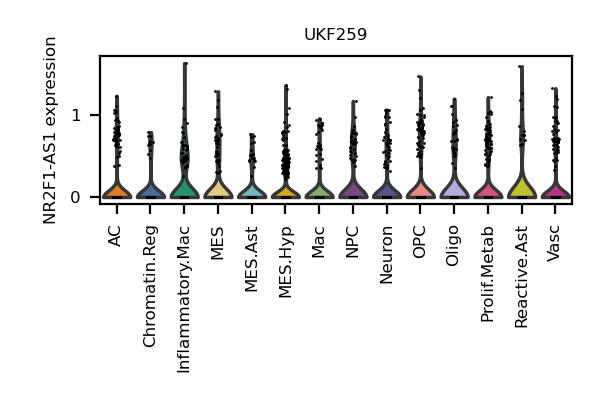 UKF259
NR2F1-AS1 expression
1
0
AC
Chromatin.Reg
Inflammatory.Mac
MES
MES.Ast
MES.Hyp
Mac
NPC
Neuron
OPC
Oligo
Prolif.Metab
Reactive.Ast
Vasc